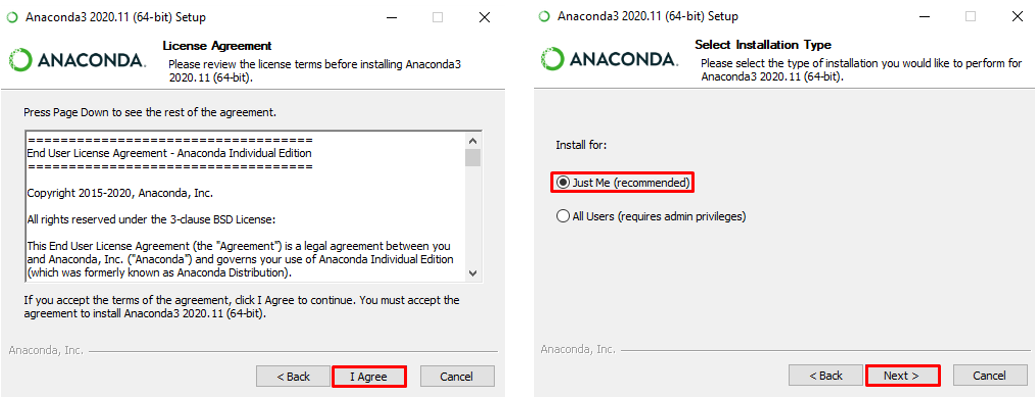 Anaconda3 2020.11 (64-bit) Setup
ANACONDA.
License Agreement
Please review the license terms before installing Anaconda3
2020.11 (64-bit).
Press Page Down to see the rest of the agreement.
===================================
End User License Agreement - Anaconda Individual Edition
===================================
Copyright 2015-2020, Anaconda, Inc.
All rights reserved under the 3-clause BSD License:
This End User License Agreement (the "Agreement") is a legal agreement between you
and Anaconda, Inc. ("Anaconda") and governs your use of Anaconda Individual Edition
(which was formerly known as Anaconda Distribution).
If you accept the terms of the agreement, click I Agree to continue. You must accept the
agreement to install Anaconda3 2020.11 (64-bit).
Anaconda, Inc.
< Back
I Agree
Cancel
Anaconda3 2020.11 (64-bit) Setup
ANACONDA.
Select Installation Type
Please select the type of installation you would like to perform for
Anaconda3 2020.11 (64-bit).
Install for:
Just Me (recommended)
All Users (requires admin privileges)
Anaconda, Inc.
< Back
Next >
Cancel